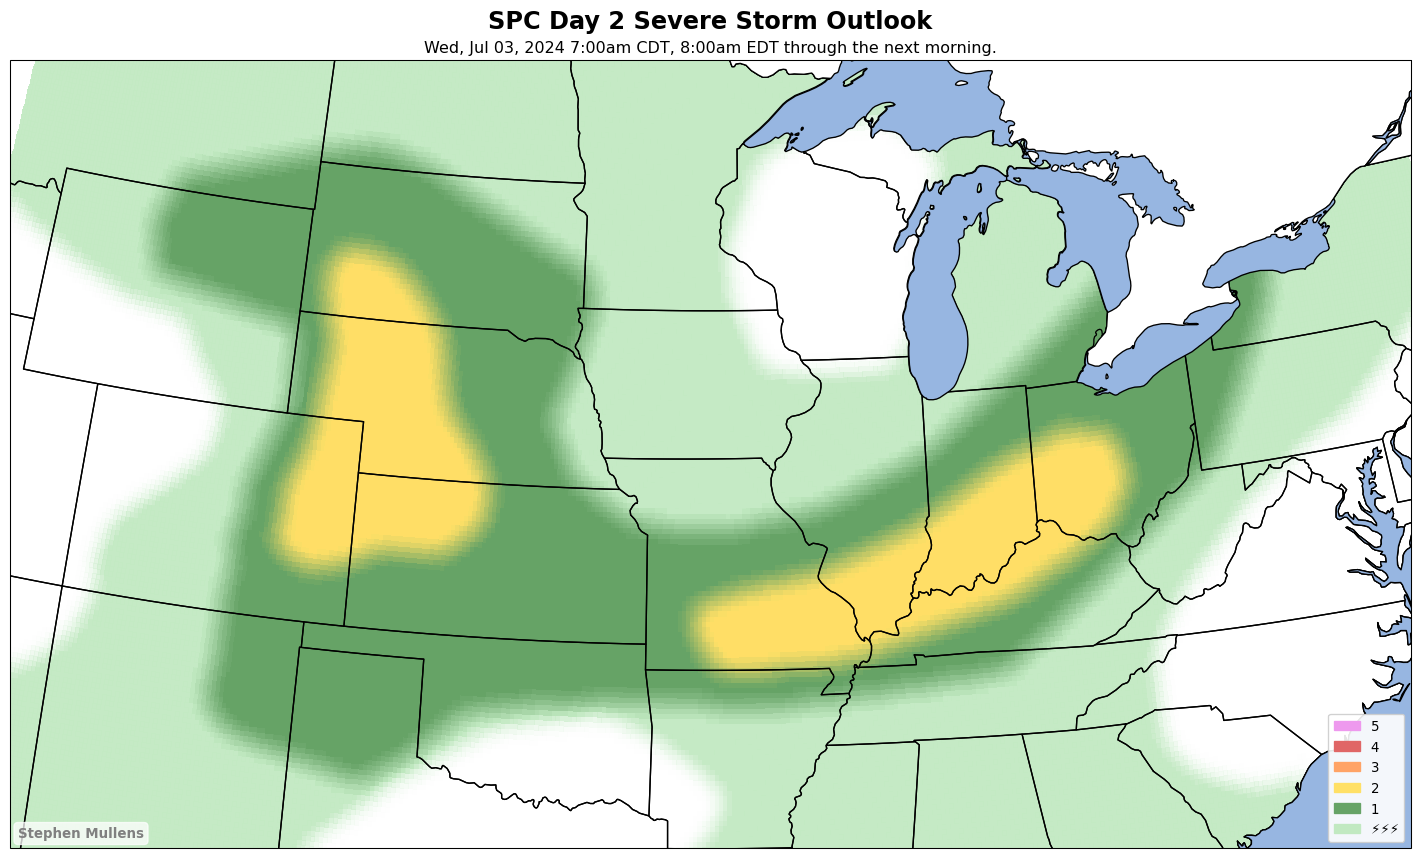 SPC Day 2 Severe Storm Outlook
Wed, Jul 03, 2024 7:00am CDT, 8:00am EDT through the next morning.
5
4
3
2
1
⚡⚡⚡
Stephen Mullens